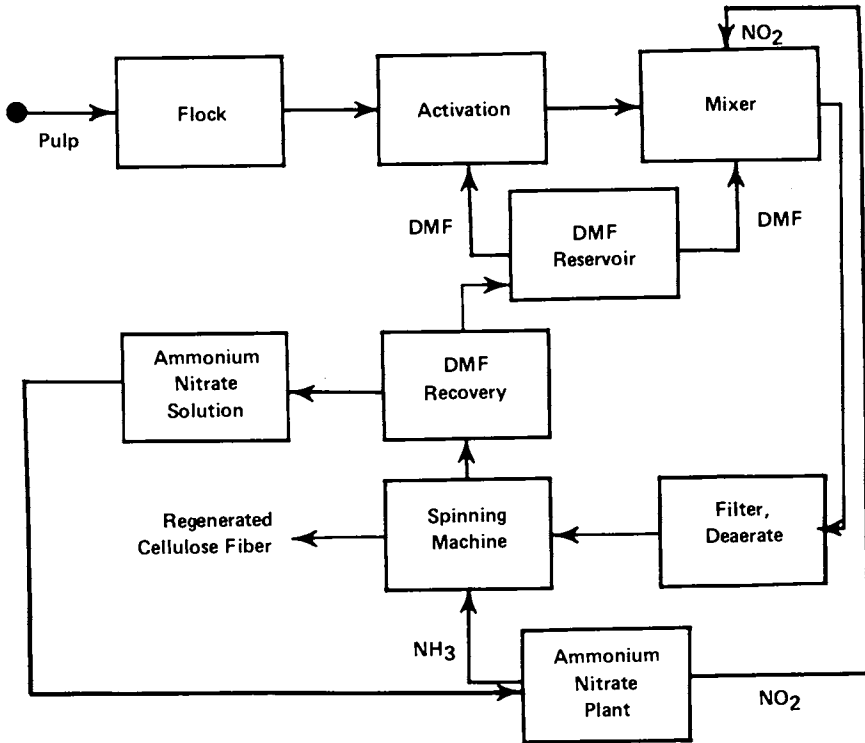 NO2
Flock
Activation
Mixer
Pulp
DMF
DMF
Reservoir
DMF
Ammonium
Nitrate
Solution
DMF
Recovery
Regenerated
Cellulose Fiber
Spinning
Machine
Filter,
Deaerate
NH3
Ammonium
Nitrate
Plant
NO2